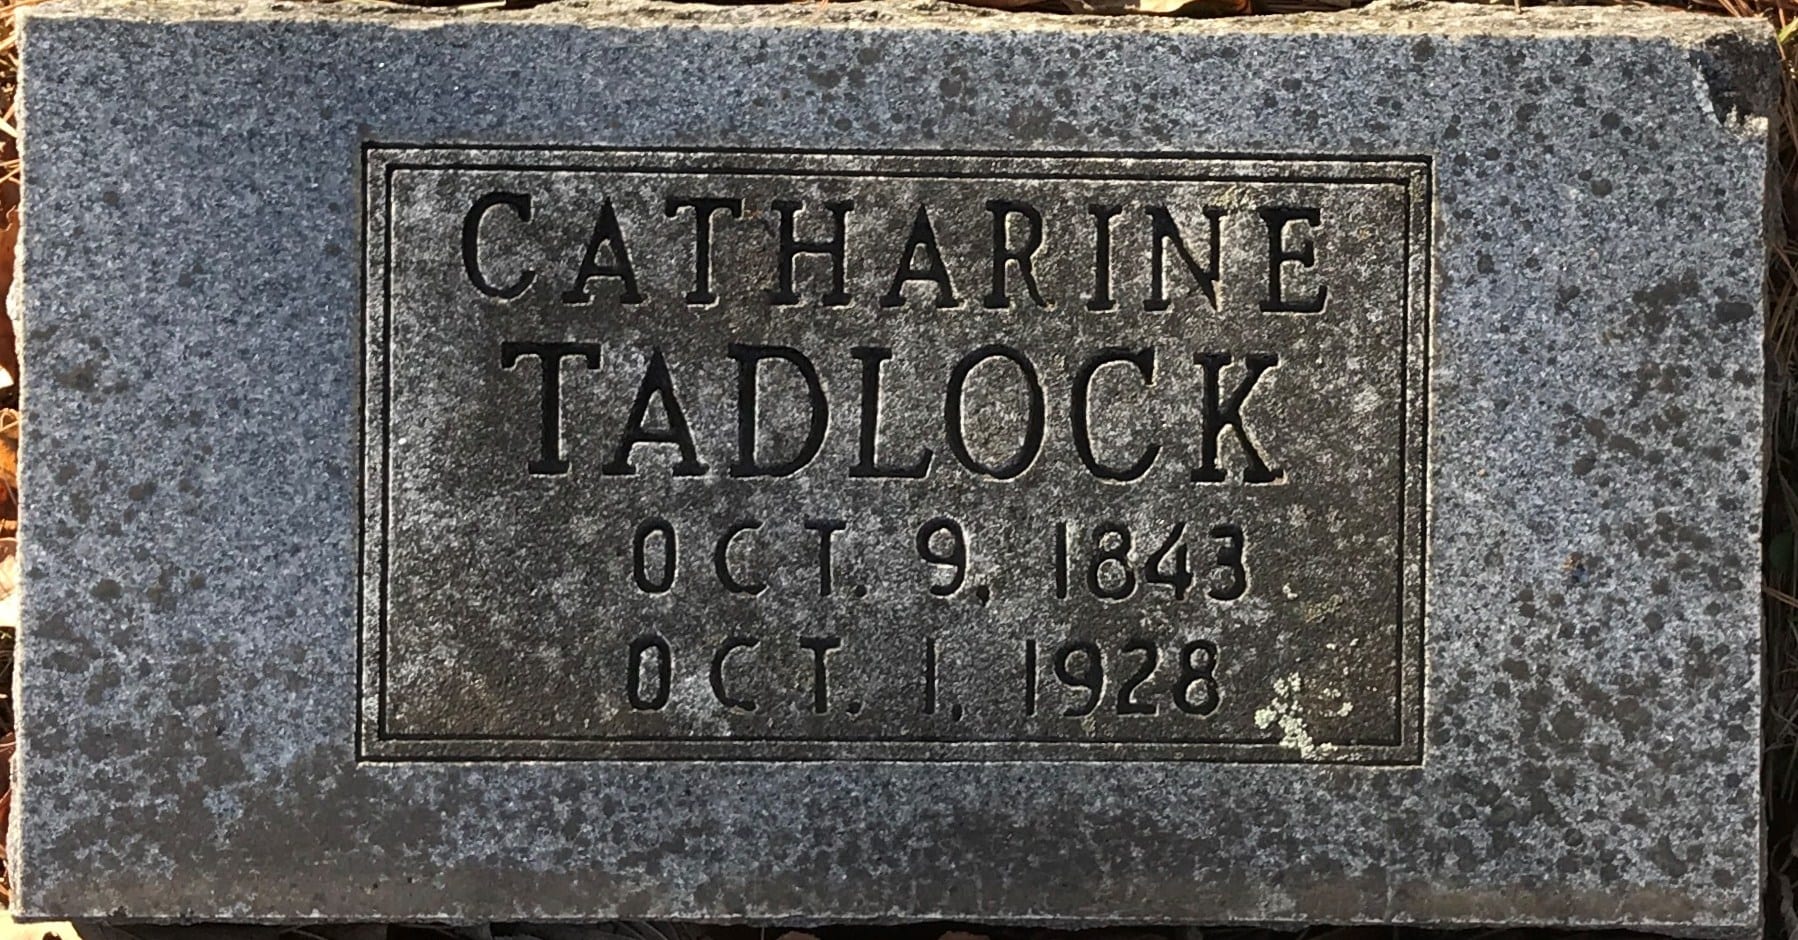 CATHARINE
TADLOCK
OCT. 9, 1843
OCT. 1, 1928